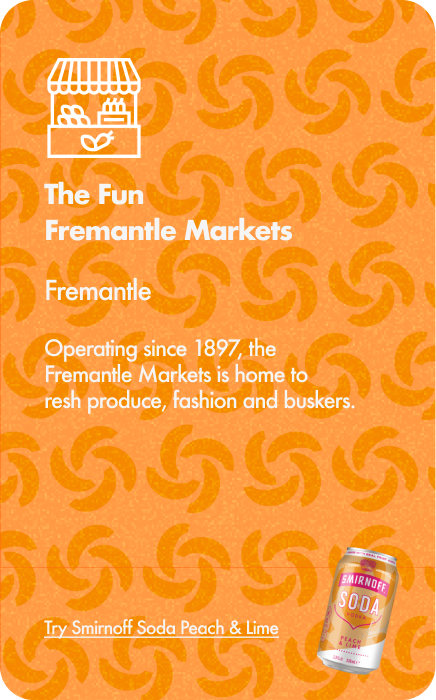 The Fun
Fremantle Markets
Fremantle
Operating since 1897, the
Fremantle Markets is home to
resh produce, fashion and buskers.
SMIRNOFF
SODA
PEACH
& LIME
Try Smirnoff Soda Peach & Lime